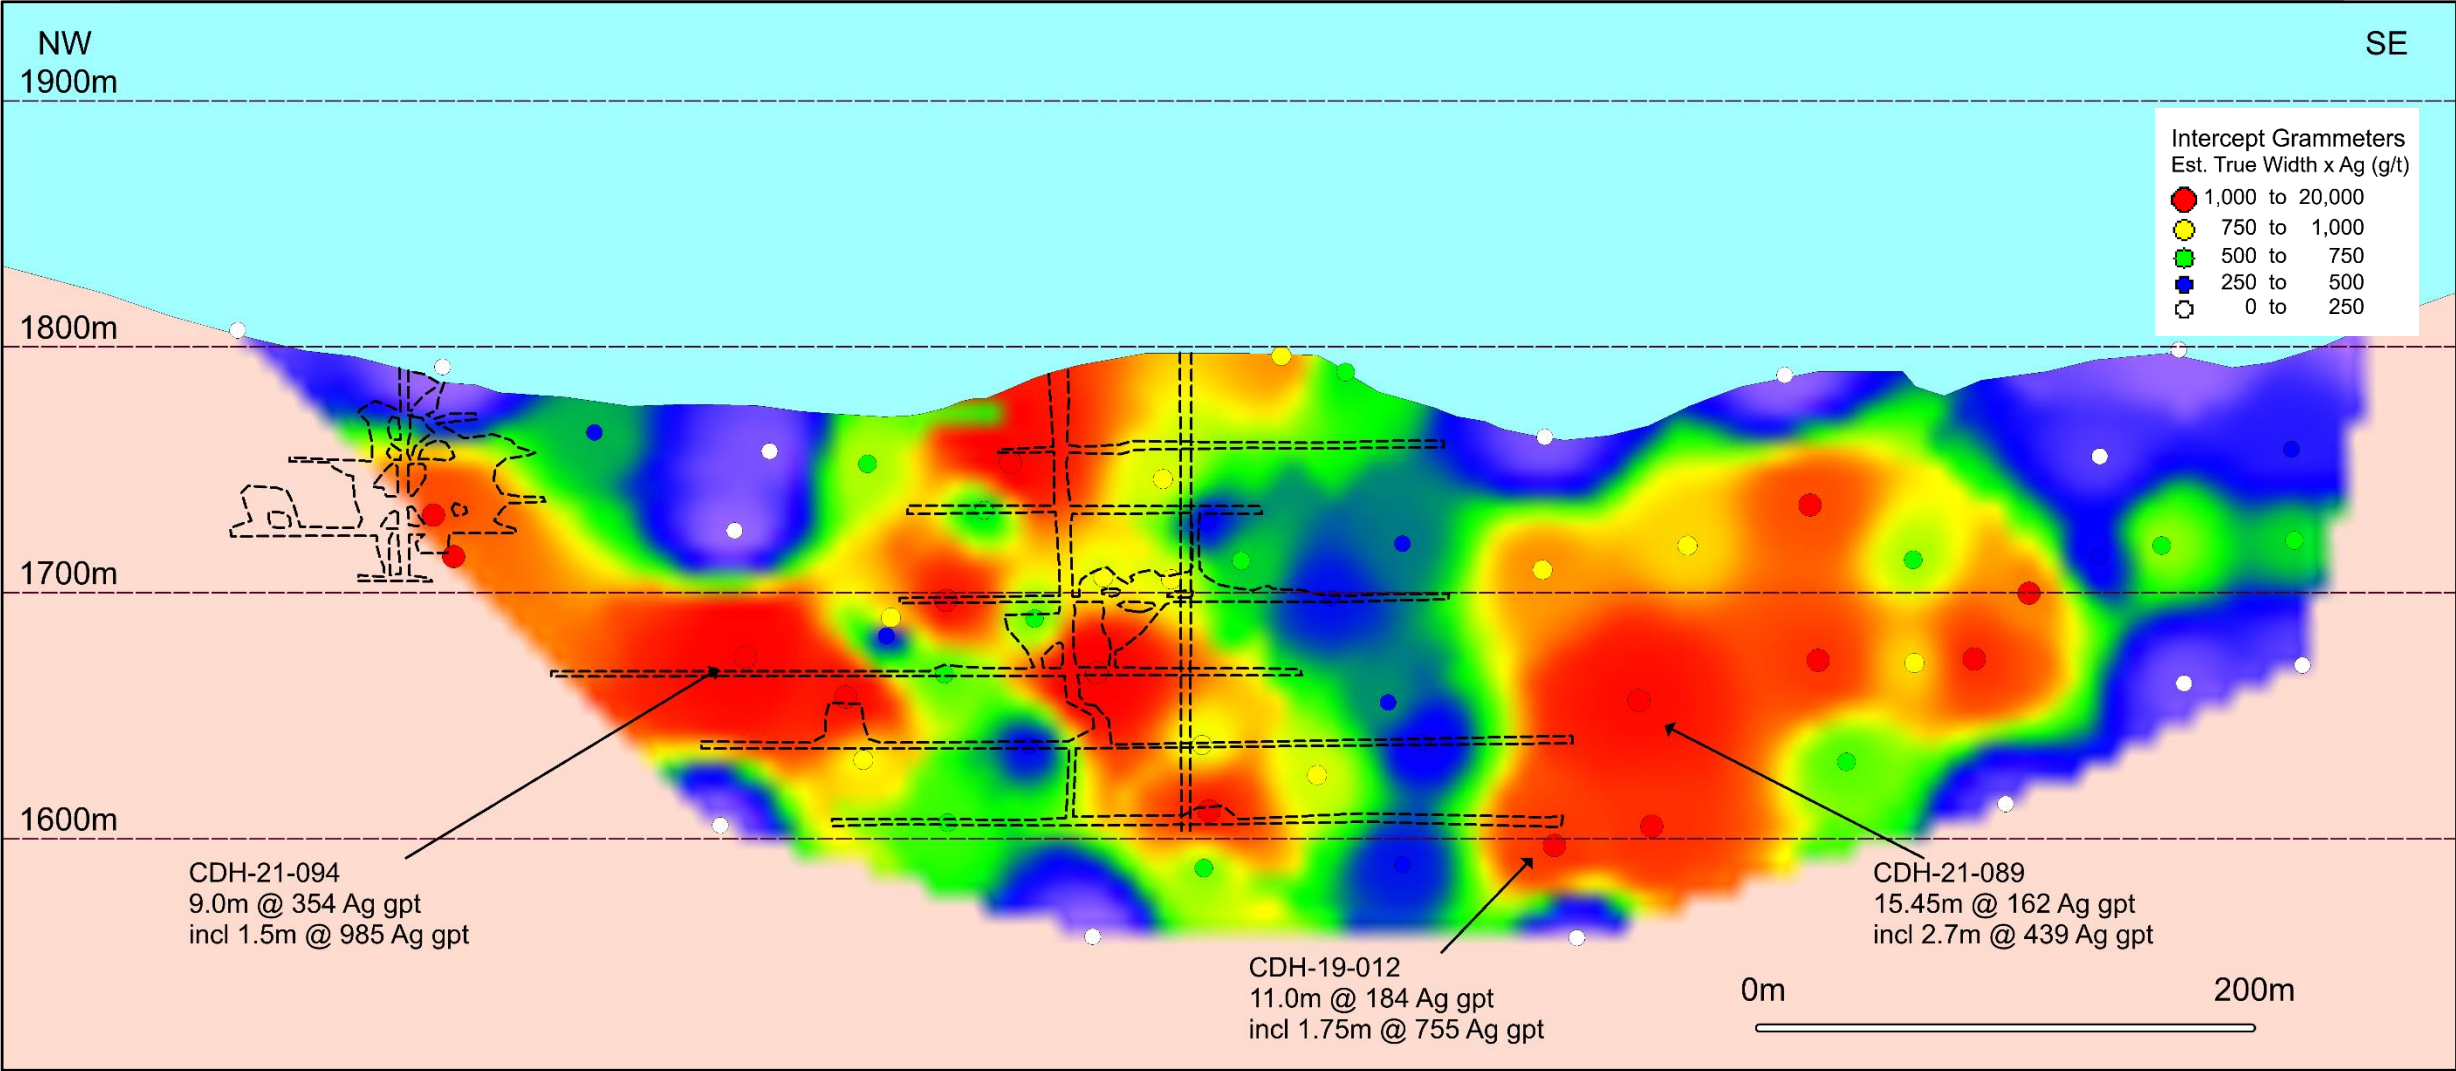 NW
SE
1900m
Intercept Grammeters
Est. True Width x Ag (g/t)
1,000 to 20,000
750 to 1,000
500 to 750
250 to 500
0 to 250
1800m
1700m
1600m
CDH-21-094
9.0m @ 354 Ag gpt
incl 1.5m @ 985 Ag gpt
CDH-19-012
11.0m @ 184 Ag gpt
incl 1.75m @ 755 Ag gpt
CDH-21-089
15.45m @ 162 Ag gpt
incl 2.7m @ 439 Ag gpt
0m 200m